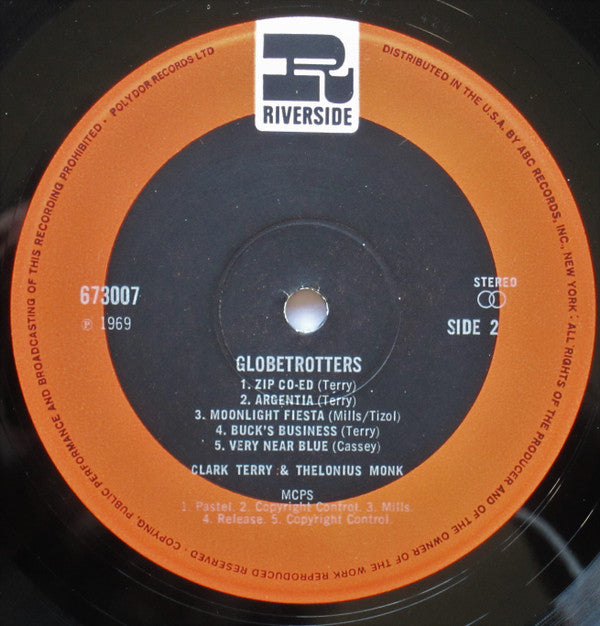 RIVERSIDE
673007
℗ 1969
STEREO
SIDE 2
GLOBETROTTERS
1. ZIP CO-ED (Terry)
2. ARGENTIA (Terry)
3. MOONLIGHT FIESTA (Mills/Tizol)
4. BUCK'S BUSINESS (Terry)
5. VERY NEAR BLUE (Cassey)
CLARK TERRY & THELONIUS MONK
MCPS
1. Pastel. 2. Copyright Control. 3. Mills.
4. Release. 5. Copyright Control.
DISTRIBUTED IN THE U.S.A. BY ABC RECORDS, INC., NEW YORK : ALL RIGHTS OF THE PRODUCER AND OF THE OWNER OF THE WORK REPRODUCED RESERVED · COPYING, PUBLIC PERFORMANCE AND BROADCASTING OF THIS RECORDING PROHIBITED · POLYDOR RECORDS LTD